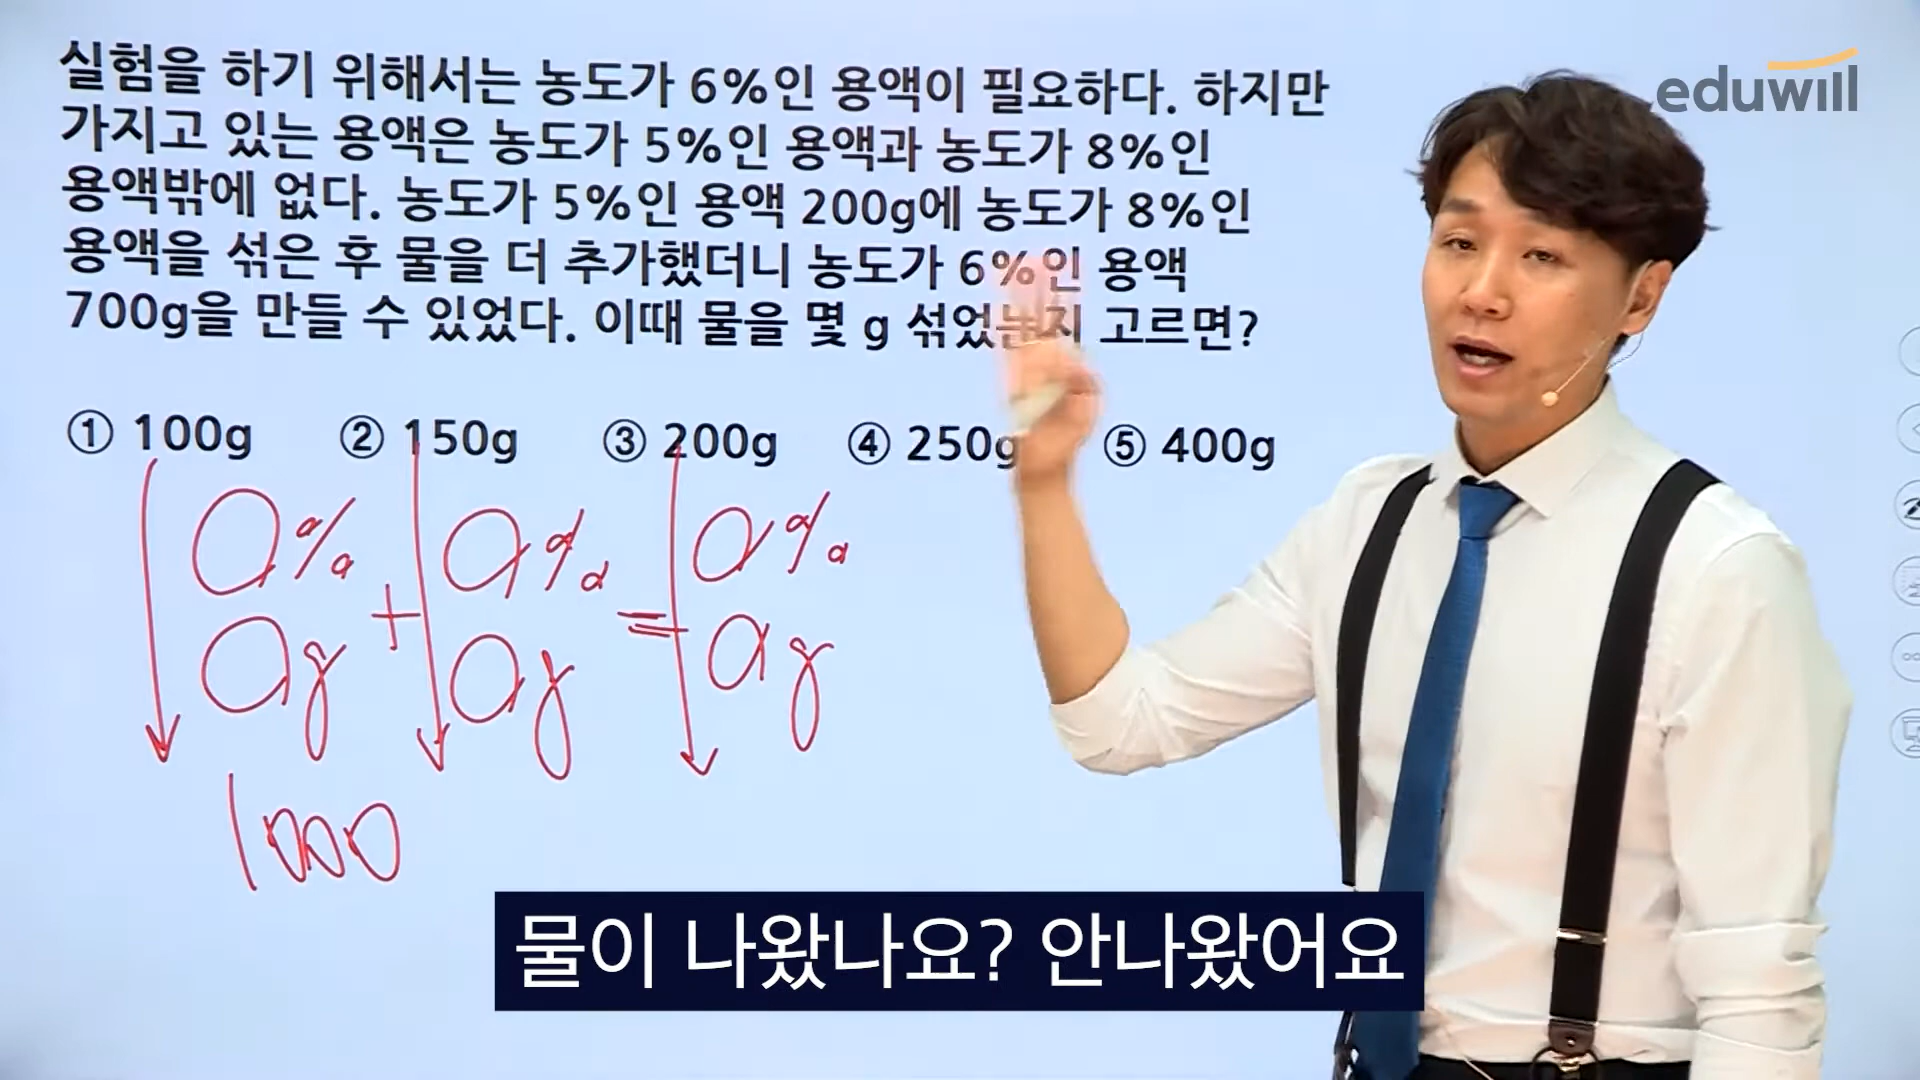 eduwill
실험을 하기 위해서는 농도가 6%인 용액이 필요하다. 하지만
가지고 있는 용액은 농도가 5%인 용액과 농도가 8%인
용액밖에 없다. 농도가 5%인 용액 200g에 농도가 8%인
용액을 섞은 후 물을 더 추가했더니 농도가 6%인 용액
700g을 만들 수 있었다. 이때 물을 몇 g 섞었는지 고르면?
① 100g ② 150g ③ 200g ④ 250g ⑤ 400g
a% a% a%
+ =
ag ag ag
1000
물이 나왔나요? 안나왔어요